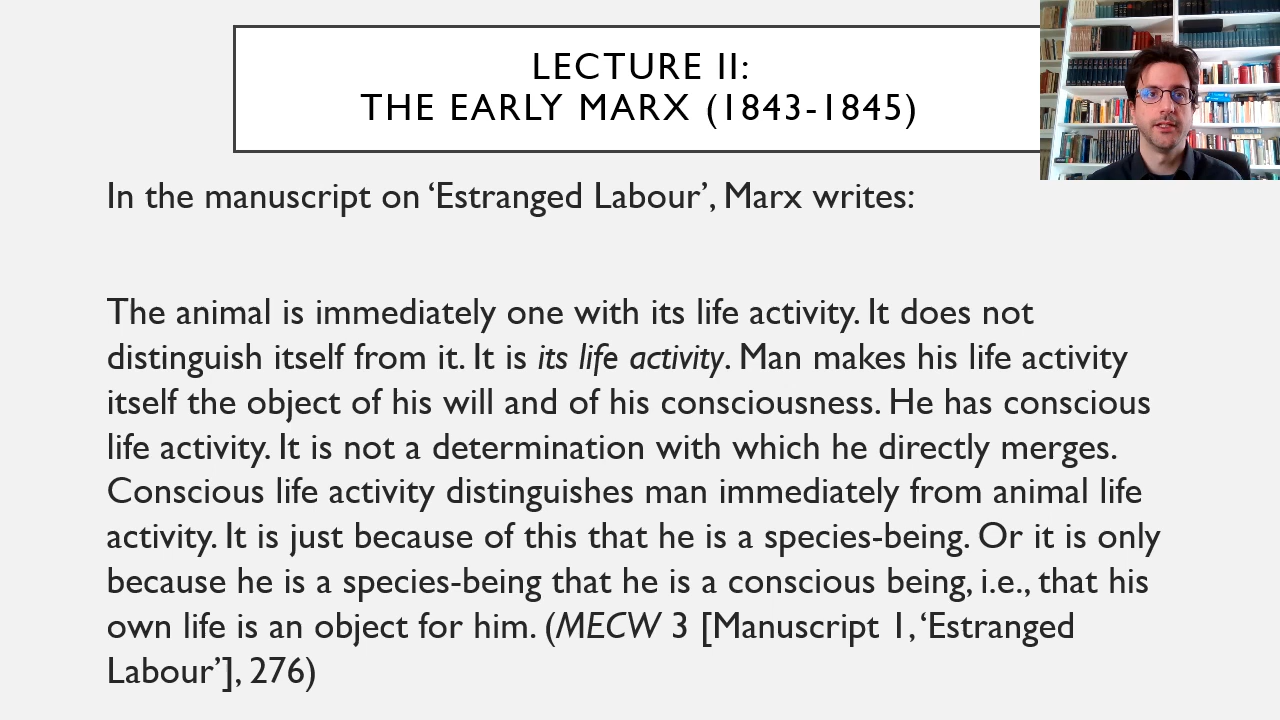 LECTURE II:
THE EARLY MARX (1843-1845)
In the manuscript on ‘Estranged Labour’, Marx writes:
The animal is immediately one with its life activity. It does not
distinguish itself from it. It is its life activity. Man makes his life activity
itself the object of his will and of his consciousness. He has conscious
life activity. It is not a determination with which he directly merges.
Conscious life activity distinguishes man immediately from animal life
activity. It is just because of this that he is a species-being. Or it is only
because he is a species-being that he is a conscious being, i.e., that his
own life is an object for him. (MECW 3 [Manuscript 1, ‘Estranged
Labour’], 276)